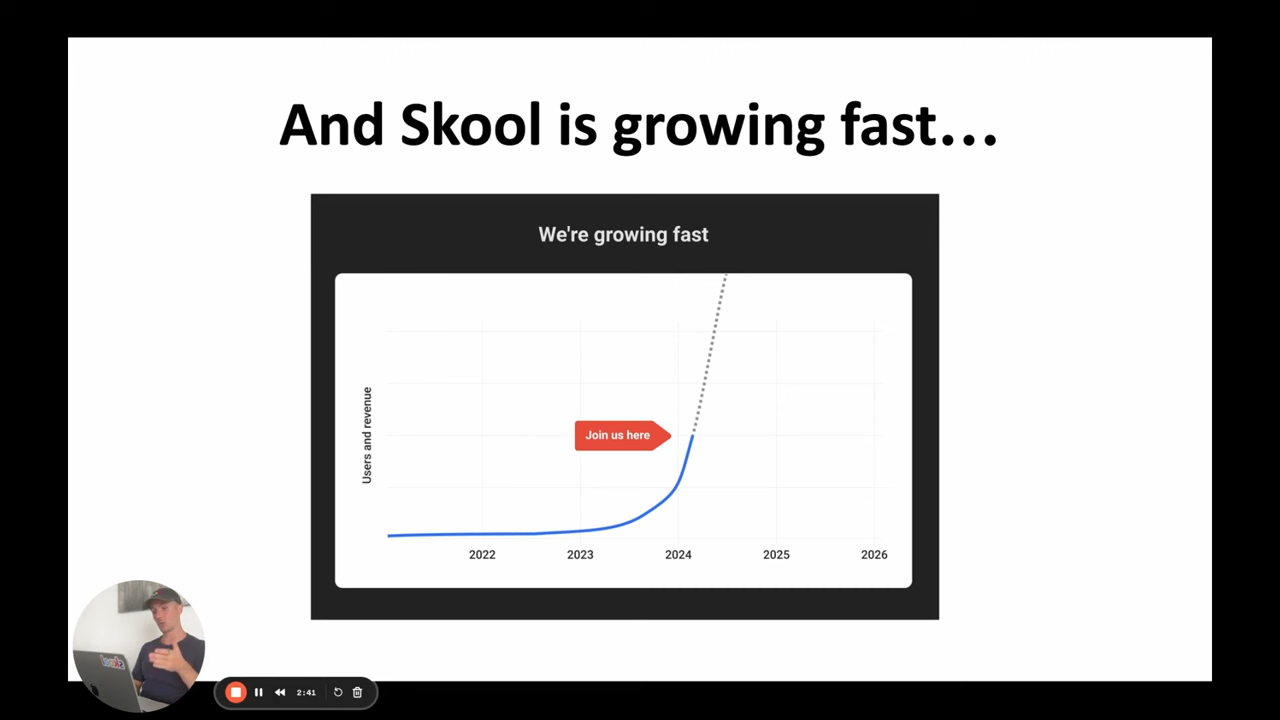 And Skool is growing fast...
We're growing fast
Users and revenue
Join us here
2022 2023 2024 2025 2026
2:41